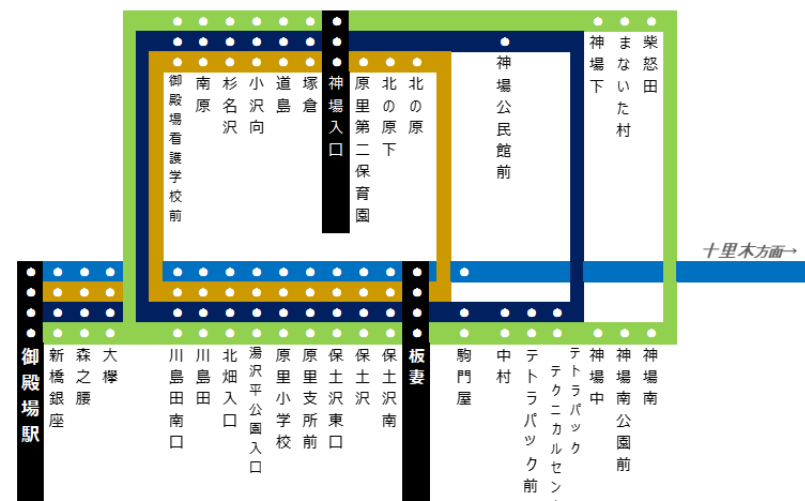 御殿場看護学校前
南原
杉名沢
小沢向
道島
塚倉
神場入口
原里第二保育園
北の原下
北の原
神場公民館前
神場下
まないた村
柴怒田
十里木方面→
御殿場駅
新橋銀座
森之腰
大欅
川島田南口
川島田
北畑入口
湯沢平公園入口
原里小学校
原里支所前
保土沢東口
保土沢
保土沢南
板妻
駒門屋
中村
テトラパック前
テクニカルセン
テトラパック
神場中
神場南公園前
神場南